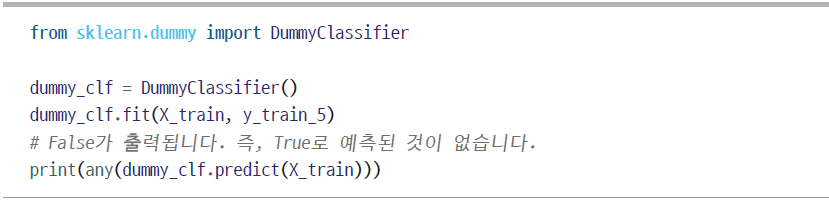 from sklearn.dummy import DummyClassifier
dummy_clf = DummyClassifier()
dummy_clf.fit(X_train, y_train_5)
# False가 출력됩니다. 즉, True로 예측된 것이 없습니다.
print(any(dummy_clf.predict(X_train)))